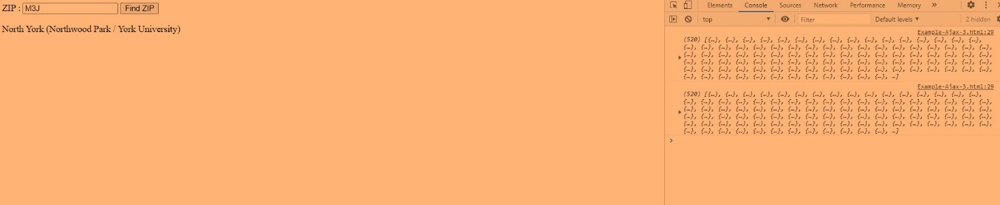 ZIP : M3J Find ZIP
North York (Northwood Park / York University)
Elements Console Sources Network Performance Memory »
top ▼ Filter Default levels ▼ 2 hidden
Example-Ajax-3.html:29
(520) [{…}, {…}, {…}, {…}, {…}, {…}, {…}, {…}, {…}, {…}, {…}, {…}, {…}, {…}, {…}, {…},
{…}, {…}, {…}, {…}, {…}, {…}, {…}, {…}, {…}, {…}, {…}, {…}, {…}, {…}, {…}, {…}, {…}, {…},
{…}, {…}, {…}, {…}, {…}, {…}, {…}, {…}, {…}, {…}, {…}, {…}, {…}, {…}, {…}, {…}, {…}, {…},
{…}, {…}, {…}, {…}, {…}, {…}, {…}, {…}, {…}, {…}, {…}, {…}, {…}, {…}, {…}, {…}, {…}, {…},
{…}, {…}, {…}, {…}, {…}, {…}, {…}, {…}, {…}, {…}, {…}, {…}, {…}, {…}, {…}, {…}, {…}, {…},
{…}, {…}, {…}, {…}, {…}, {…}, {…}, {…}, {…}, {…}, {…}, {…}, …]
Example-Ajax-3.html:29
(520) [{…}, {…}, {…}, {…}, {…}, {…}, {…}, {…}, {…}, {…}, {…}, {…}, {…}, {…}, {…}, {…},
{…}, {…}, {…}, {…}, {…}, {…}, {…}, {…}, {…}, {…}, {…}, {…}, {…}, {…}, {…}, {…}, {…}, {…},
{…}, {…}, {…}, {…}, {…}, {…}, {…}, {…}, {…}, {…}, {…}, {…}, {…}, {…}, {…}, {…}, {…}, {…},
{…}, {…}, {…}, {…}, {…}, {…}, {…}, {…}, {…}, {…}, {…}, {…}, {…}, {…}, {…}, {…}, {…}, {…},
{…}, {…}, {…}, {…}, {…}, {…}, {…}, {…}, {…}, {…}, {…}, {…}, {…}, {…}, {…}, {…}, {…}, {…},
{…}, {…}, {…}, {…}, {…}, {…}, {…}, {…}, {…}, {…}, {…}, {…}, …]